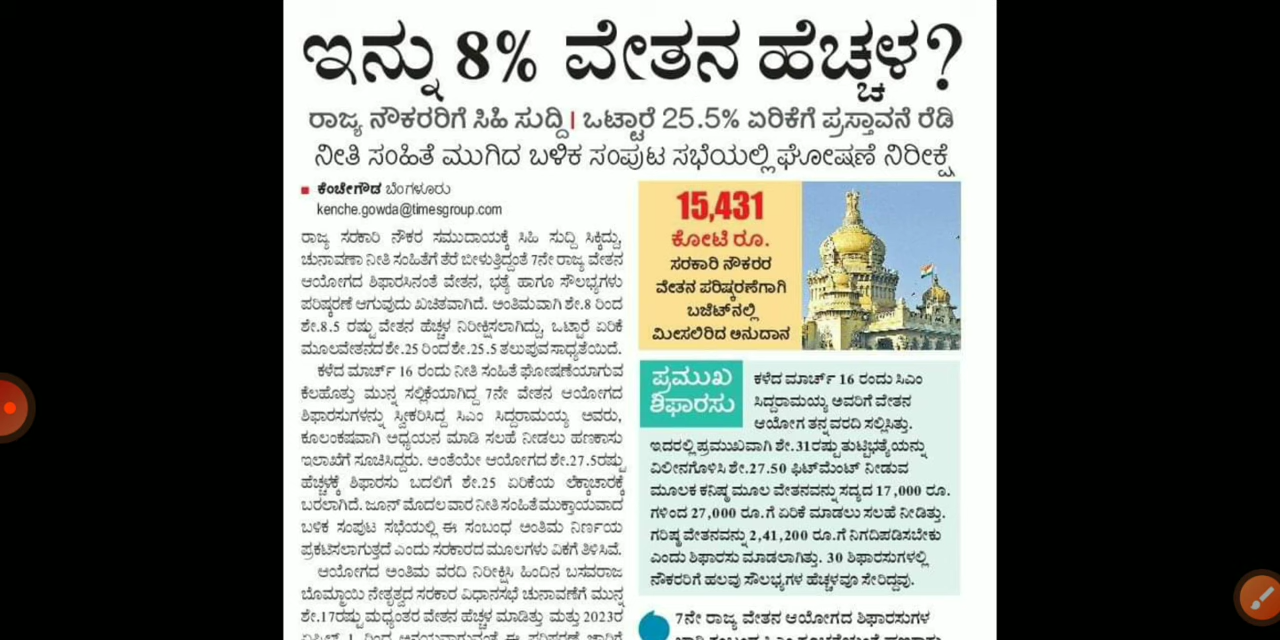 ಇನ್ನು 8% ವೇತನ ಹೆಚ್ಚಳ?
ರಾಜ್ಯ ನೌಕರರಿಗೆ ಸಿಹಿ ಸುದ್ದಿ | ಒಟ್ಟಾರೆ 25.5% ಏರಿಕೆಗೆ ಪ್ರಸ್ತಾವನೆ ರೆಡಿ
ನೀತಿ ಸಂಹಿತೆ ಮುಗಿದ ಬಳಿಕ ಸಂಪುಟ ಸಭೆಯಲ್ಲಿ ಘೋಷಣೆ ನಿರೀಕ್ಷೆ
■ ಕೆಂಚೇಗೌಡ ಬೆಂಗಳೂರು
kenche.gowda@timesgroup.com
ರಾಜ್ಯ ಸರಕಾರಿ ನೌಕರ ಸಮುದಾಯಕ್ಕೆ ಸಿಹಿ ಸುದ್ದಿ ಸಿಕ್ಕಿದ್ದು,
ಚುನಾವಣಾ ನೀತಿ ಸಂಹಿತೆಗೆ ತೆರೆ ಬೀಳುತ್ತಿದ್ದಂತೆ 7ನೇ ರಾಜ್ಯ ವೇತನ
ಆಯೋಗದ ಶಿಫಾರಸಿನಂತೆ ವೇತನ, ಭತ್ಯೆ ಹಾಗೂ ಸೌಲಭ್ಯಗಳು
ಪರಿಷ್ಕರಣೆ ಆಗುವುದು ಖಚಿತವಾಗಿದೆ. ಅಂತಿಮವಾಗಿ ಶೇ.8 ರಿಂದ
ಶೇ.8.5 ರಷ್ಟು ವೇತನ ಹೆಚ್ಚಳ ನಿರೀಕ್ಷಿಸಲಾಗಿದ್ದು, ಒಟ್ಟಾರೆ ಏರಿಕೆ
ಮೂಲವೇತನದ ಶೇ.25 ರಿಂದ ಶೇ.25.5 ತಲುಪುವ ಸಾಧ್ಯತೆಯಿದೆ.
ಕಳೆದ ಮಾರ್ಚ್ 16 ರಂದು ನೀತಿ ಸಂಹಿತೆ ಘೋಷಣೆಯಾಗುವ
ಕೆಲಹೊತ್ತು ಮುನ್ನ ಸಲ್ಲಿಕೆಯಾಗಿದ್ದ 7ನೇ ವೇತನ ಆಯೋಗದ
ಶಿಫಾರಸುಗಳನ್ನು ಸ್ವೀಕರಿಸಿದ್ದ ಸಿಎಂ ಸಿದ್ದರಾಮಯ್ಯ ಅವರು,
ಕೂಲಂಕಷವಾಗಿ ಅಧ್ಯಯನ ಮಾಡಿ ಸಲಹೆ ನೀಡಲು ಹಣಕಾಸು
ಇಲಾಖೆಗೆ ಸೂಚಿಸಿದ್ದರು. ಅಂತೆಯೇ ಆಯೋಗದ ಶೇ.27.5ರಷ್ಟು
ಹೆಚ್ಚಳಕ್ಕೆ ಶಿಫಾರಸು ಬದಲಿಗೆ ಶೇ.25 ಏರಿಕೆಯ ಲೆಕ್ಕಾಚಾರಕ್ಕೆ
ಬರಲಾಗಿದೆ. ಜೂನ್ ಮೊದಲ ವಾರ ನೀತಿ ಸಂಹಿತೆ ಮುಕ್ತಾಯವಾದ
ಬಳಿಕ ಸಂಪುಟ ಸಭೆಯಲ್ಲಿ ಈ ಸಂಬಂಧ ಅಂತಿಮ ನಿರ್ಣಯ
ಪ್ರಕಟಿಸಲಾಗುತ್ತದೆ ಎಂದು ಸರಕಾರದ ಮೂಲಗಳು ವಿಕಗೆ ತಿಳಿಸಿವೆ.
ಆಯೋಗದ ಅಂತಿಮ ವರದಿ ನಿರೀಕ್ಷಿಸಿ ಹಿಂದಿನ ಬಸವರಾಜ
ಬೊಮ್ಮಾಯಿ ನೇತೃತ್ವದ ಸರಕಾರ ವಿಧಾನಸಭೆ ಚುನಾವಣೆಗೆ ಮುನ್ನ
ಶೇ.17ರಷ್ಟು ಮಧ್ಯಂತರ ವೇತನ ಹೆಚ್ಚಳ ಮಾಡಿತ್ತು ಮತ್ತು 2023ರ
15,431
ಕೋಟಿ ರೂ.
ಸರಕಾರಿ ನೌಕರರ
ವೇತನ ಪರಿಷ್ಕರಣೆಗಾಗಿ
ಬಜೆಟ್‌ನಲ್ಲಿ
ಮೀಸಲಿರಿದ ಅನುದಾನ
ಪ್ರಮುಖ
ಶಿಫಾರಸು
ಕಳೆದ ಮಾರ್ಚ್ 16 ರಂದು ಸಿಎಂ
ಸಿದ್ದರಾಮಯ್ಯ ಅವರಿಗೆ ವೇತನ
ಆಯೋಗ ತನ್ನ ವರದಿ ಸಲ್ಲಿಸಿತ್ತು.
ಇದರಲ್ಲಿ ಪ್ರಮುಖವಾಗಿ ಶೇ.31ರಷ್ಟು ತುಟ್ಟಿಭತ್ಯೆಯನ್ನು
ವಿಲೀನಗೊಳಿಸಿ ಶೇ.27.50 ಫಿಟ್‌ಮೆಂಟ್ ನೀಡುವ
ಮೂಲಕ ಕನಿಷ್ಠ ಮೂಲ ವೇತನವನ್ನು ಸದ್ಯದ 17,000 ರೂ.
ಗಳಿಂದ 27,000 ರೂ.ಗೆ ಏರಿಕೆ ಮಾಡಲು ಸಲಹೆ ನೀಡಿತ್ತು.
ಗರಿಷ್ಠ ವೇತನವನ್ನು 2,41,200 ರೂ.ಗೆ ನಿಗದಿಪಡಿಸಬೇಕು
ಎಂದು ಶಿಫಾರಸು ಮಾಡಲಾಗಿತ್ತು. 30 ಶಿಫಾರಸುಗಳಲ್ಲಿ
ನೌಕರರಿಗೆ ಹಲವು ಸೌಲಭ್ಯಗಳ ಹೆಚ್ಚಳವೂ ಸೇರಿದ್ದವು.
7ನೇ ರಾಜ್ಯ ವೇತನ ಆಯೋಗದ ಶಿಫಾರಸುಗಳ